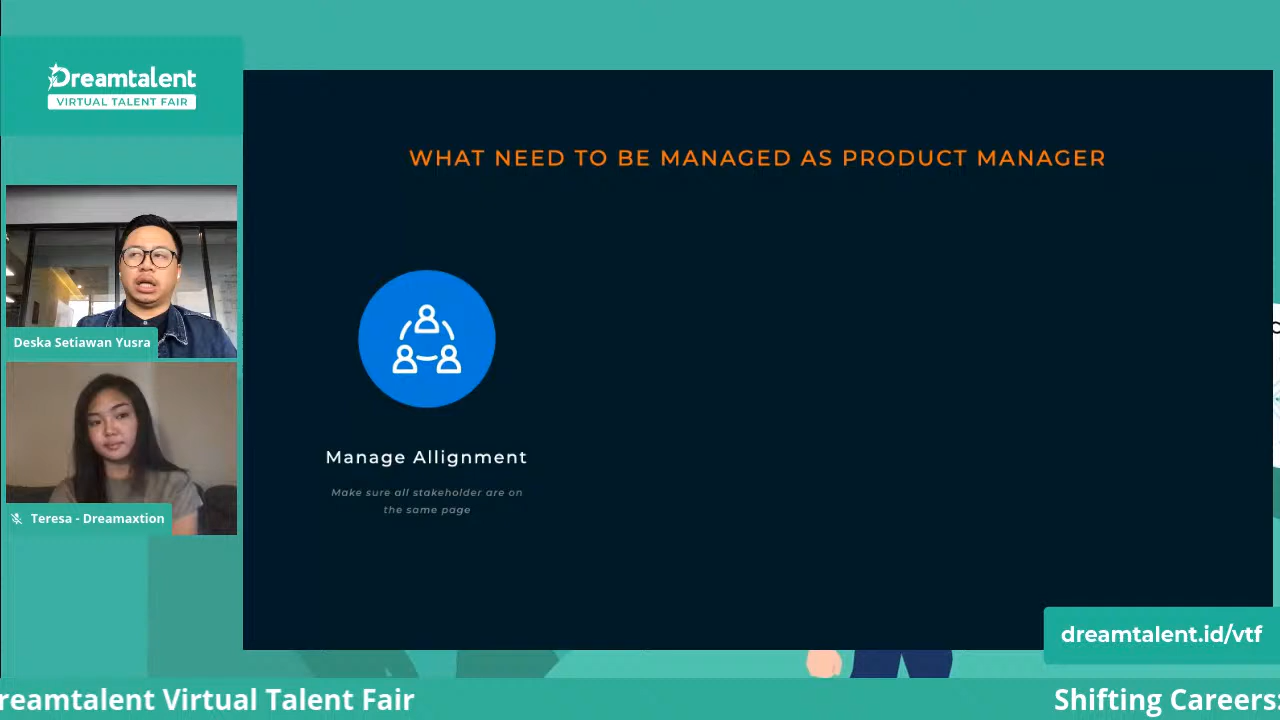 Dreamtalent
VIRTUAL TALENT FAIR
WHAT NEED TO BE MANAGED AS PRODUCT MANAGER
Deska Setiawan Yusra
Manage Allignment
Make sure all stakeholder are on
the same page
Teresa - Dreamaxtion
dreamtalent.id/vtf
reamtalent Virtual Talent Fair
Shifting Careers: